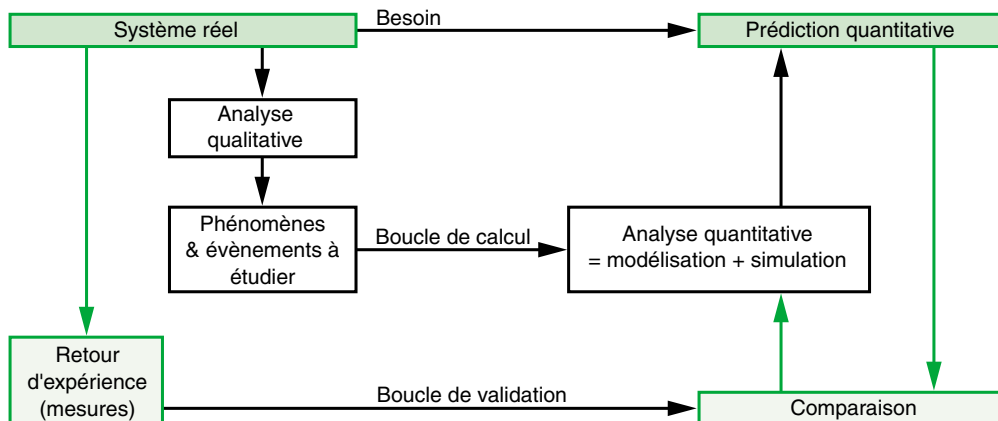 Système réel
Besoin
Prédiction quantitative
Analyse
qualitative
Phénomènes
& évènements à
étudier
Boucle de calcul
Analyse quantitative
= modélisation + simulation
Retour
d'expérience
(mesures)
Boucle de validation
Comparaison